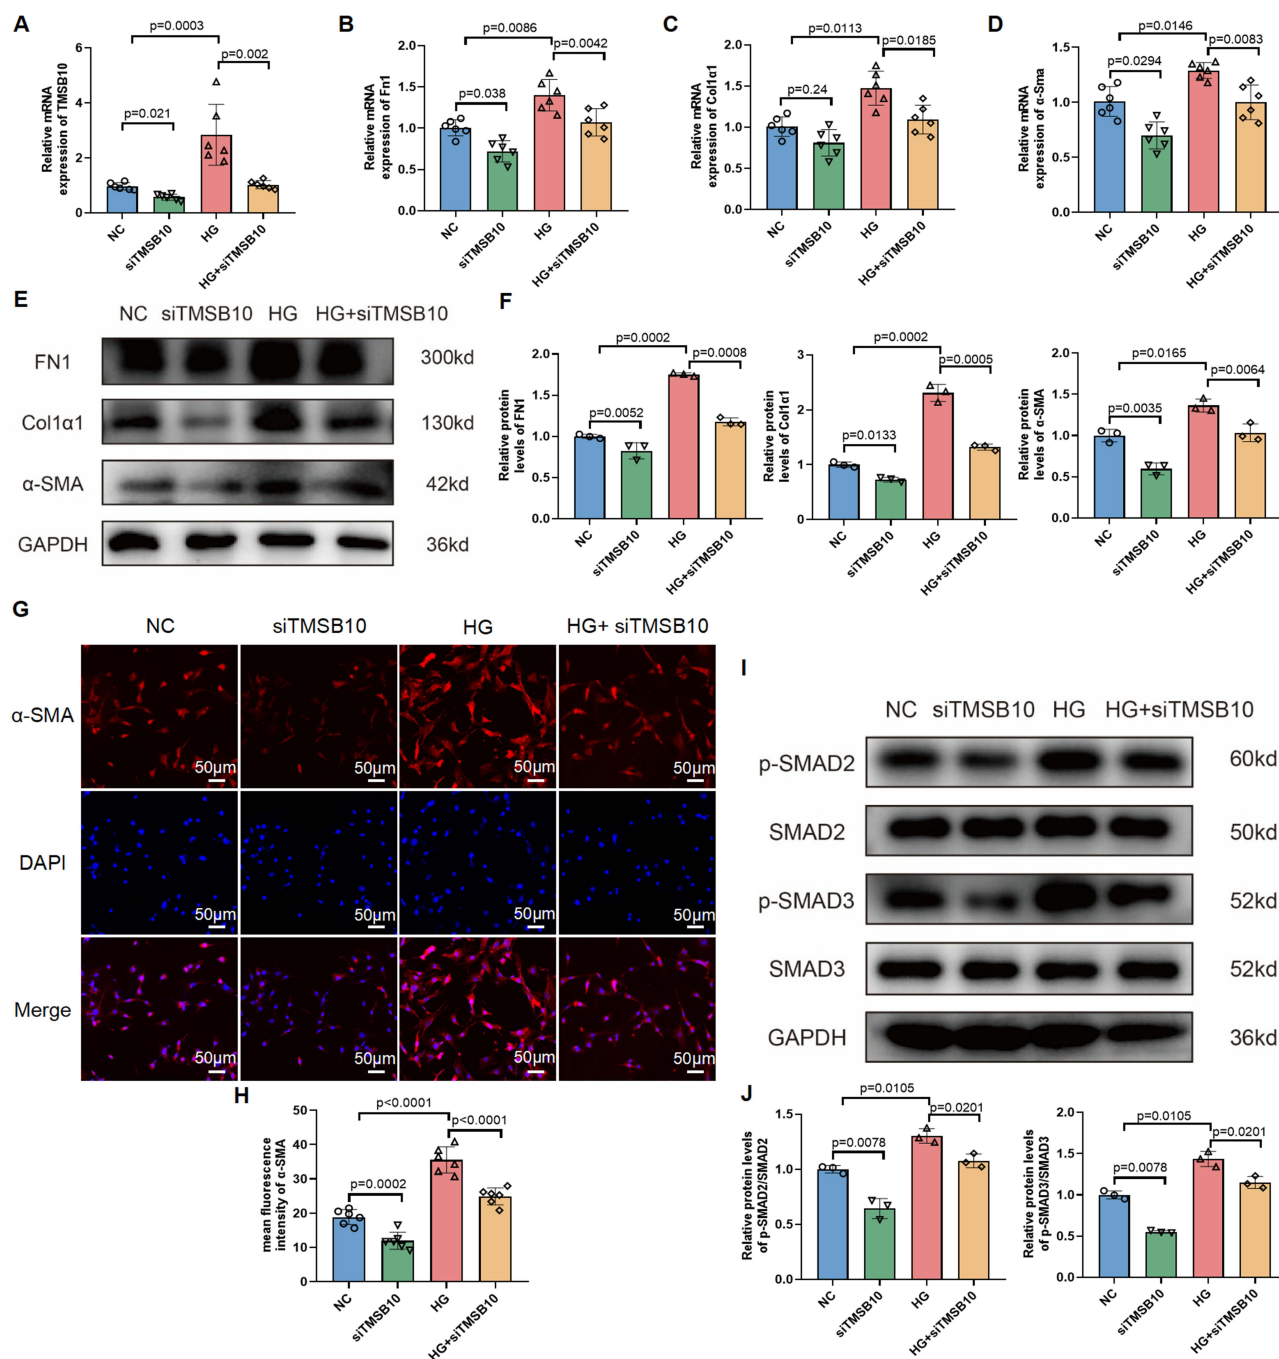 A
Relative mRNA
expression of TMSB10
6
4
2
0
p=0.0003
p=0.002
p=0.021
NC
siTMSB10
HG
HG+siTMSB10
B
Relative mRNA
expression of Fn1
2.0
1.5
1.0
0.5
0.0
p=0.0086
p=0.0042
p=0.038
NC
siTMSB10
HG
HG+siTMSB10
C
Relative mRNA
expression of Col1α1
2.0
1.5
1.0
0.5
0.0
p=0.0113
p=0.0185
p=0.24
NC
siTMSB10
HG
HG+siTMSB10
D
Relative mRNA
expression of α-Sma
1.5
1.0
0.5
0.0
p=0.0146
p=0.0083
p=0.0294
NC
siTMSB10
HG
HG+siTMSB10
E
NC siTMSB10 HG HG+siTMSB10
FN1 300kd
Col1α1 130kd
α-SMA 42kd
GAPDH 36kd
F
Relative protein
levels of FN1
2.0
1.5
1.0
0.5
0.0
p=0.0002
p=0.0008
p=0.0052
NC
siTMSB10
HG
HG+siTMSB10
Relative protein
levels of Col1α1
3
2
1
0
p=0.0002
p=0.0005
p=0.0133
NC
siTMSB10
HG
HG+siTMSB10
Relative protein
levels of α-SMA
2.0
1.5
1.0
0.5
0.0
p=0.0165
p=0.0064
p=0.0035
NC
siTMSB10
HG
HG+siTMSB10
G
NC siTMSB10 HG HG+ siTMSB10
α-SMA
50μm 50μm 50μm 50μm
DAPI
50μm 50μm 50μm 50μm
Merge
50μm 50μm 50μm 50μm
H
mean fluorescence
intensity of α-SMA
50
40
30
20
10
0
p<0.0001
p<0.0001
p=0.0002
NC
siTMSB10
HG
HG+siTMSB10
I
NC siTMSB10 HG HG+siTMSB10
p-SMAD2 60kd
SMAD2 50kd
p-SMAD3 52kd
SMAD3 52kd
GAPDH 36kd
J
Relative protein levels
of p-SMAD2/SMAD2
1.5
1.0
0.5
0.0
p=0.0105
p=0.0201
p=0.0078
NC
siTMSB10
HG
HG+siTMSB10
Relative protein levels
of p-SMAD3/SMAD3
2.0
1.5
1.0
0.5
0.0
p=0.0105
p=0.0201
p=0.0078
NC
siTMSB10
HG
HG+siTMSB10